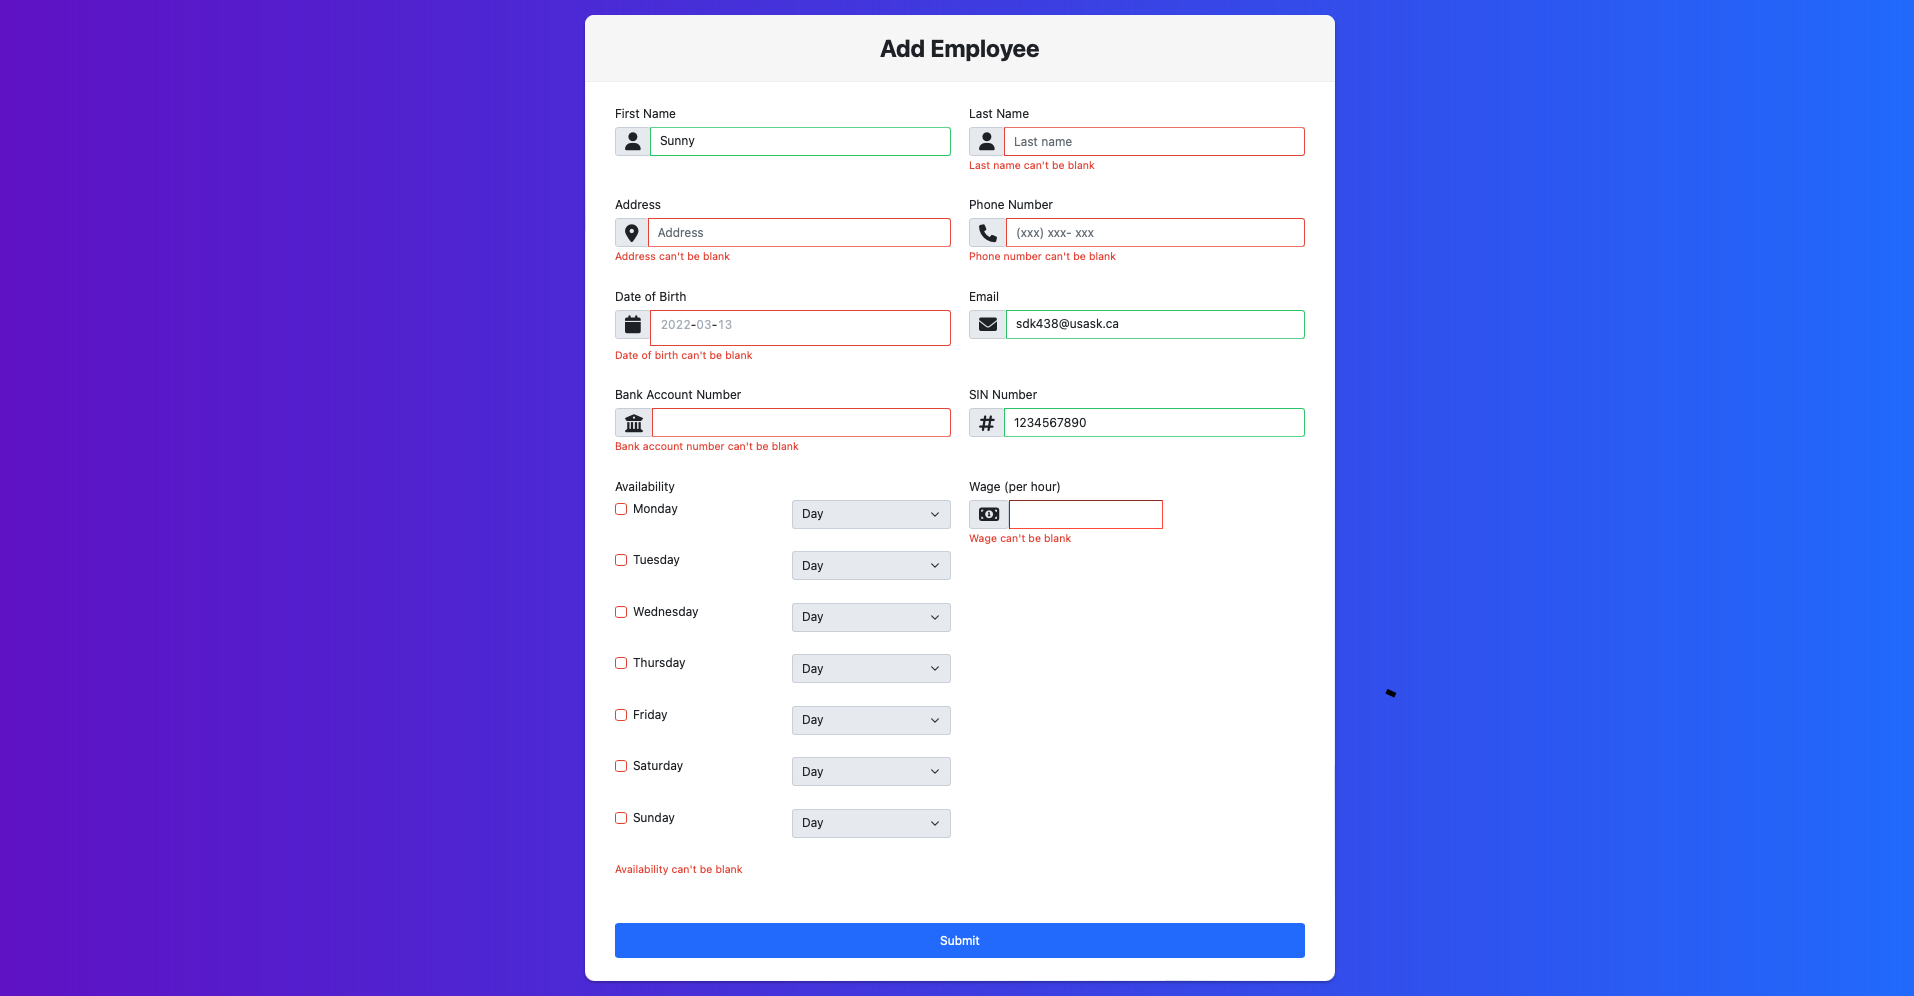 Add Employee
First Name
Last Name
Sunny
Last name
Last name can't be blank
Address
Phone Number
Address
(xxx) xxx- xxx
Address can't be blank
Phone number can't be blank
Date of Birth
Email
2022-03-13
sdk438@usask.ca
Date of birth can't be blank
Bank Account Number
SIN Number
1234567890
Bank account number can't be blank
Availability
Wage (per hour)
Monday
Day
Wage can't be blank
Tuesday
Day
Wednesday
Day
Thursday
Day
Friday
Day
Saturday
Day
Sunday
Day
Availability can't be blank
Submit